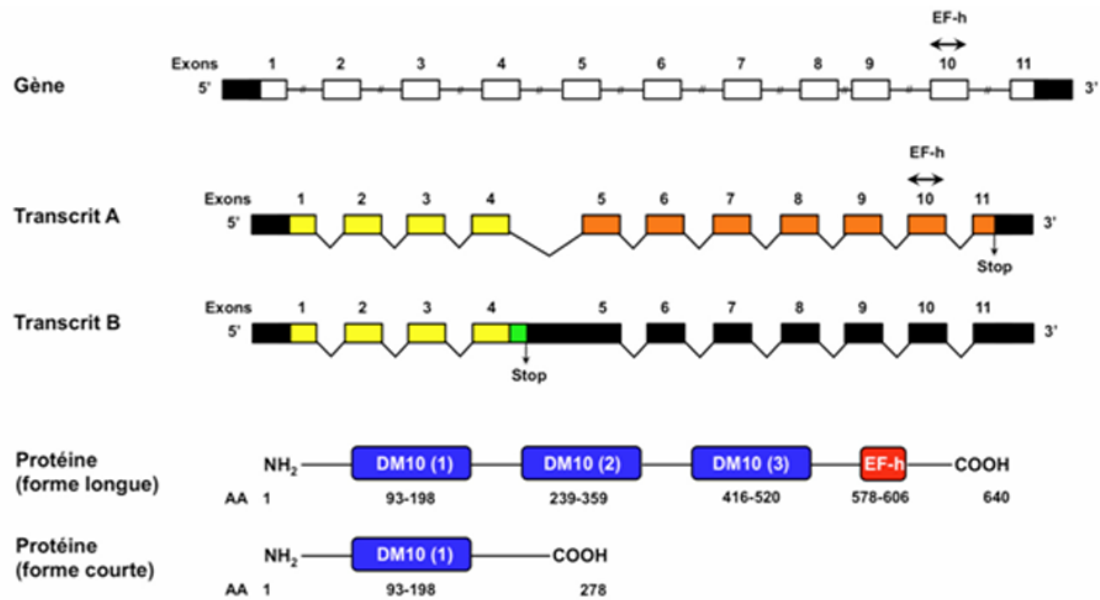 EF-h
Exons 1 2 3 4 5 6 7 8 9 10 11
Gène 5' 3'
EF-h
Exons 1 2 3 4 5 6 7 8 9 10 11
Transcrit A 5' 3'
Stop
Exons 1 2 3 4 5 6 7 8 9 10 11
Transcrit B 5' 3'
Stop
Protéine
(forme longue)
NH2 DM10 (1) DM10 (2) DM10 (3) EF-h COOH
AA 1 93-198 239-359 416-520 578-606 640
Protéine
(forme courte)
NH2 DM10 (1) COOH
AA 1 93-198 278